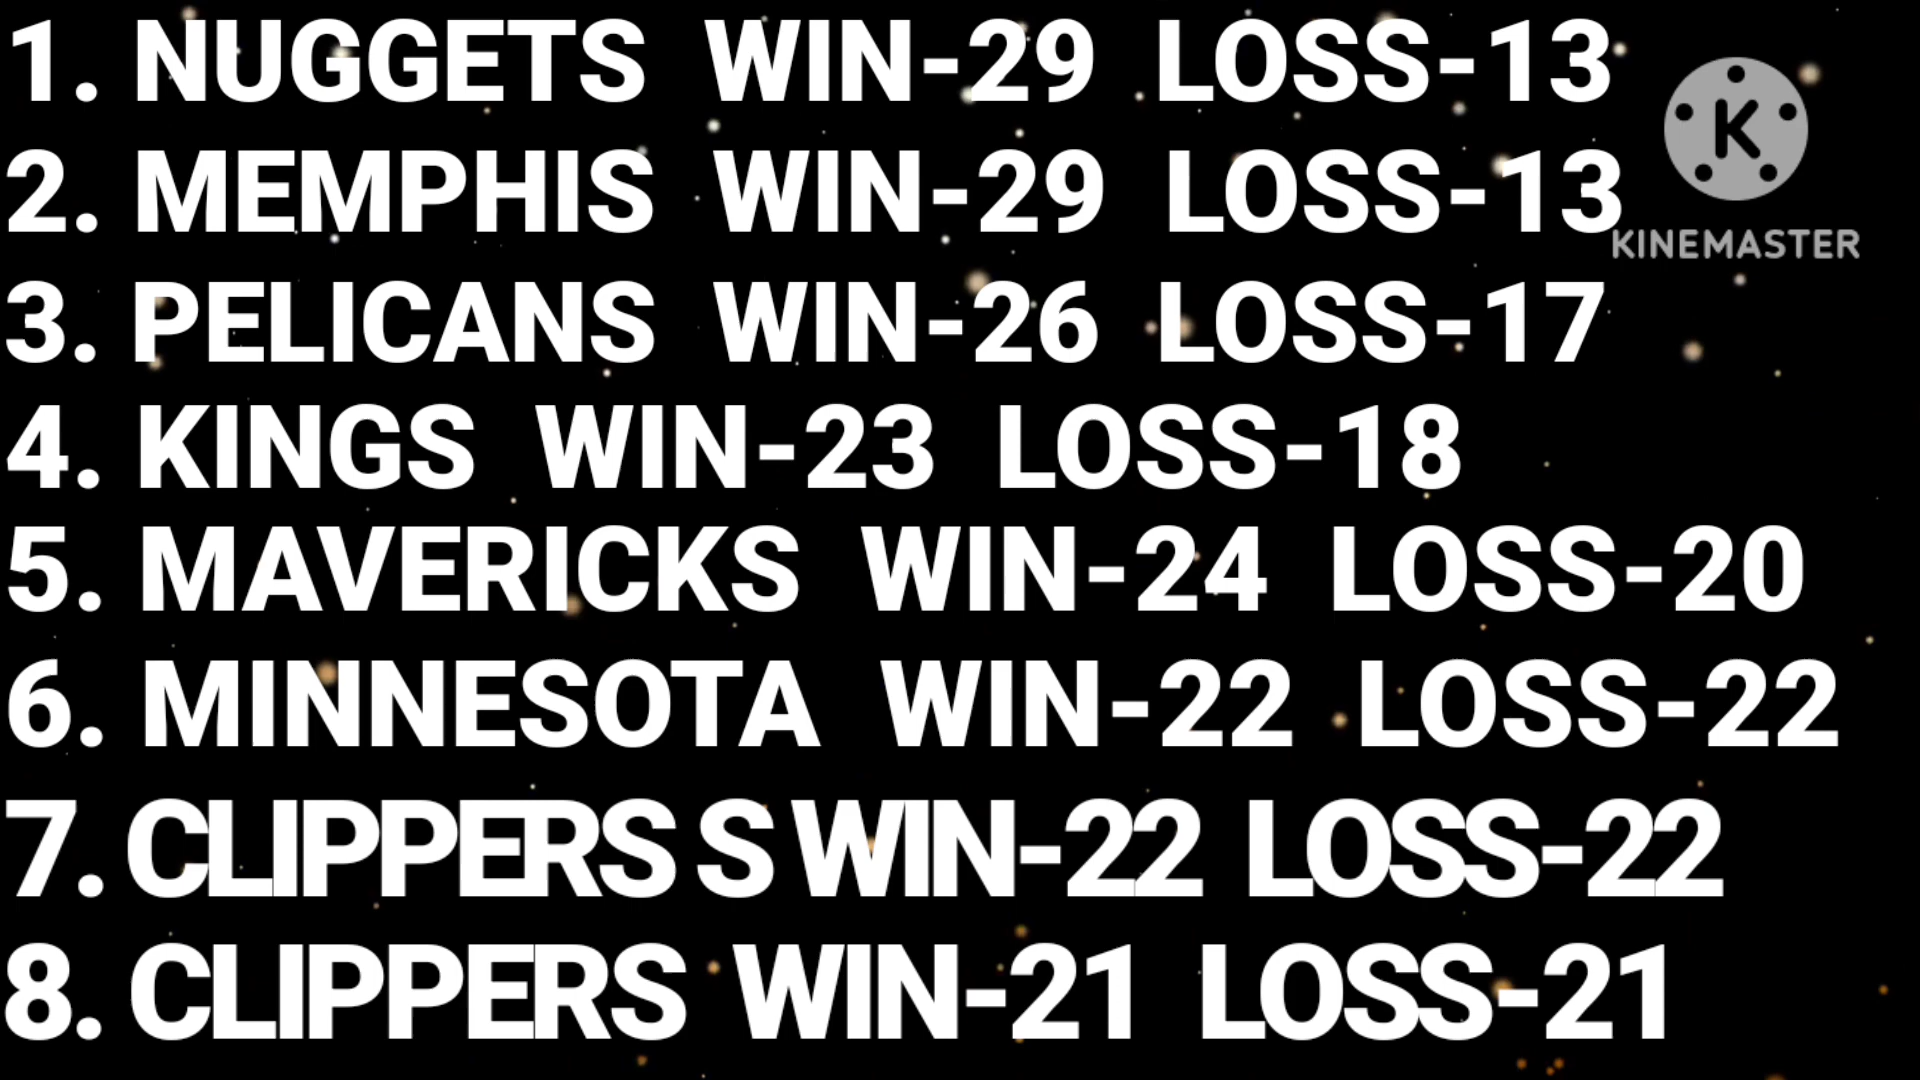 1. NUGGETS WIN-29 LOSS-13
2. MEMPHIS WIN-29 LOSS-13
3. PELICANS WIN-26 LOSS-17
4. KINGS WIN-23 LOSS-18
5. MAVERICKS WIN-24 LOSS-20
6. MINNESOTA WIN-22 LOSS-22
7. CLIPPERS S WIN-22 LOSS-22
8. CLIPPERS WIN-21 LOSS-21
K
KINEMASTER